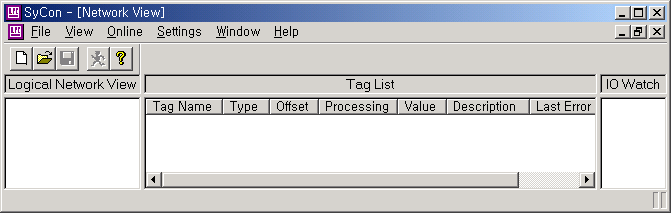 SyCon - [Network View]
File View Online Settings Window Help
Logical Network View Tag List IO Watch
Tag Name Type Offset Processing Value Description Last Error